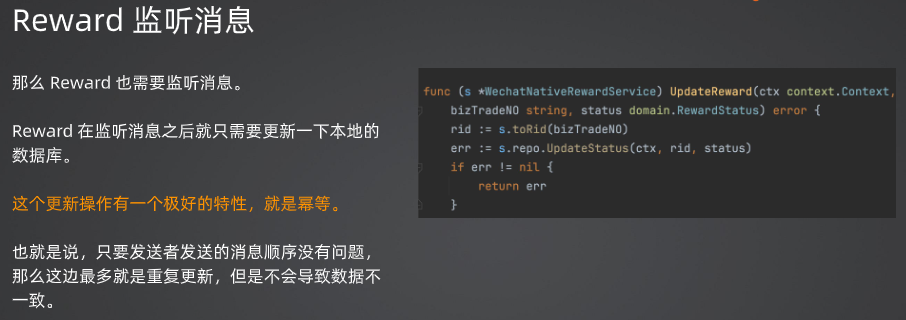 Reward 监听消息
那么 Reward 也需要监听消息。
Reward 在监听消息之后就只需要更新一下本地的
数据库。
这个更新操作有一个极好的特性，就是幂等。
也就是说，只要发送者发送的消息顺序没有问题，
那么这边最多就是重复更新，但是不会导致数据不
一致。
func (s *WechatNativeRewardService) UpdateReward(ctx context.Context,
bizTradeNO string, status domain.RewardStatus) error {
rid := s.toRid(bizTradeNO)
err := s.repo.UpdateStatus(ctx, rid, status)
if err != nil {
return err
}